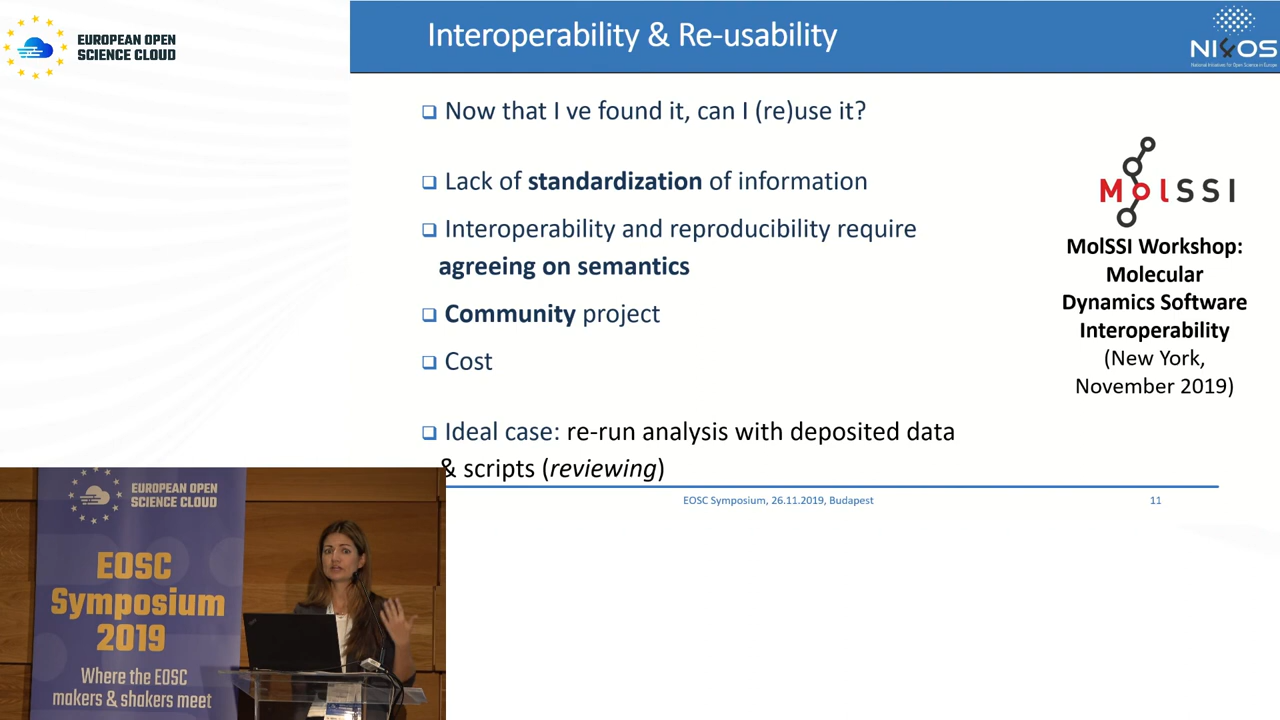 EUROPEAN OPEN
SCIENCE CLOUD
Interoperability & Re-usability
NI4OS
National Initiatives for Open Science in Europe
Now that I ve found it, can I (re)use it?
Lack of standardization of information
Interoperability and reproducibility require
agreeing on semantics
Community project
Cost
Ideal case: re-run analysis with deposited data
& scripts (reviewing)
MolSSI
MolSSI Workshop:
Molecular
Dynamics Software
Interoperability
(New York,
November 2019)
EOSC Symposium, 26.11.2019, Budapest
11
EUROPEAN OPEN
SCIENCE CLOUD
EOSC
Symposium
2019
Where the EOSC
makers & shakers meet